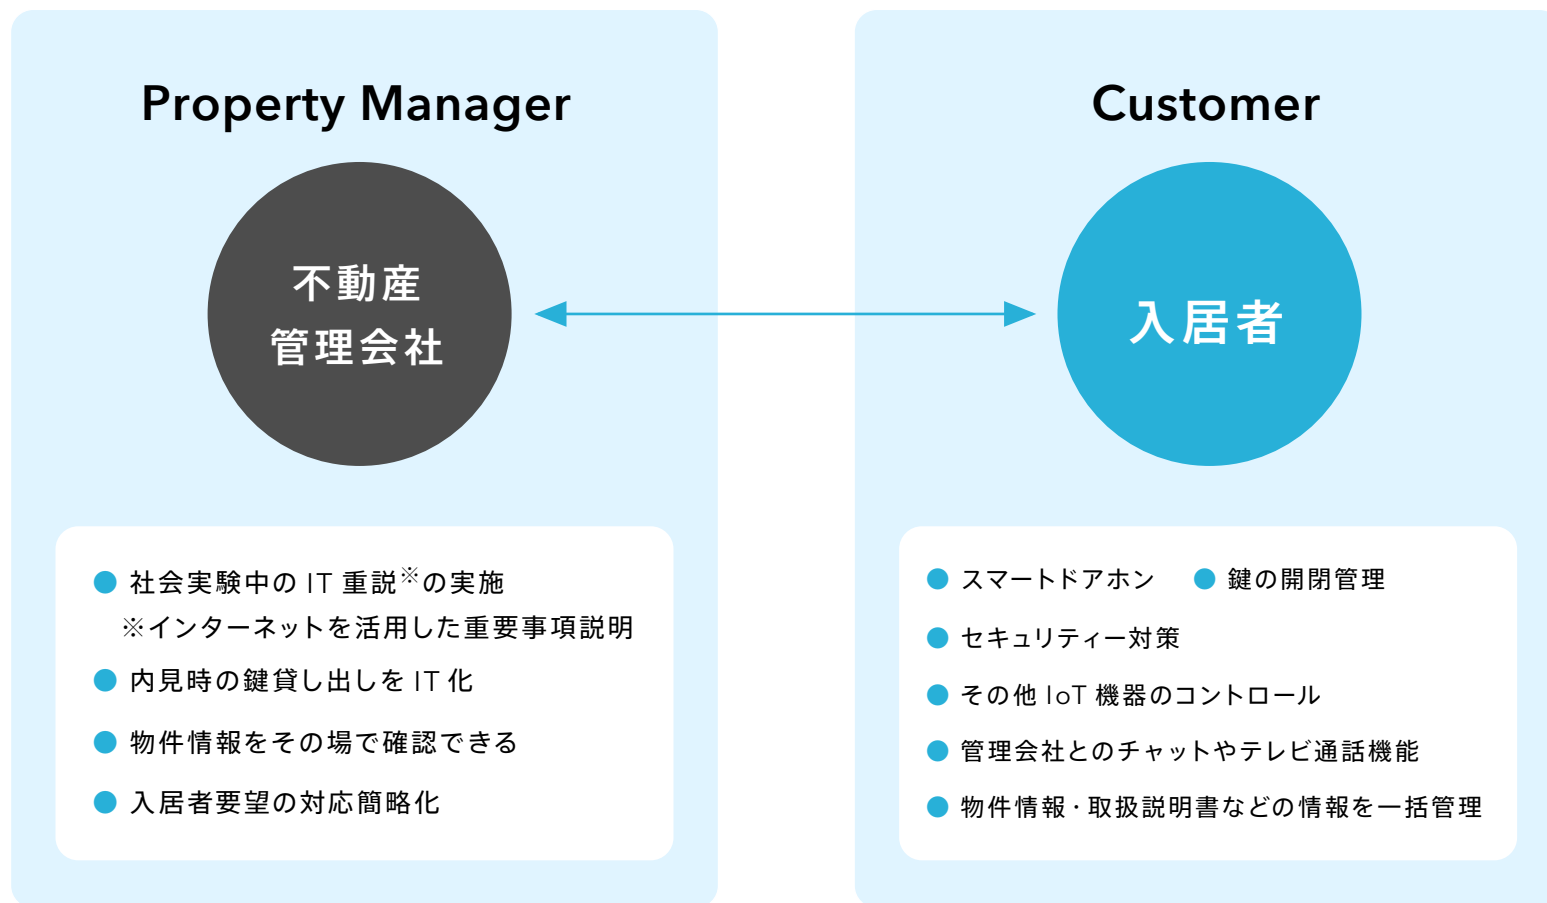 Property Manager
不動産
管理会社
● 社会実験中の IT 重説※の実施
※インターネットを活用した重要事項説明
● 内見時の鍵貸し出しを IT 化
● 物件情報をその場で確認できる
● 入居者要望の対応簡略化
Customer
入居者
● スマートドアホン ● 鍵の開閉管理
● セキュリティー対策
● その他 IoT 機器のコントロール
● 管理会社とのチャットやテレビ通話機能
● 物件情報・取扱説明書などの情報を一括管理